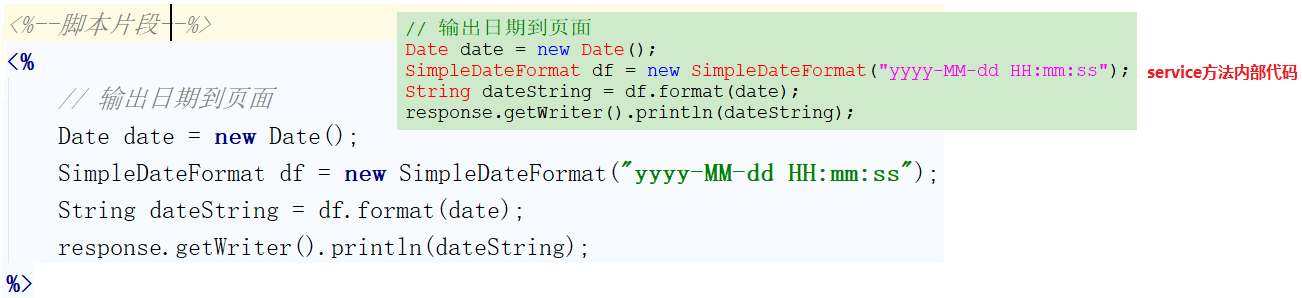 <%--脚本片段--%>
<%
// 输出日期到页面
Date date = new Date();
SimpleDateFormat df = new SimpleDateFormat("yyyy-MM-dd HH:mm:ss");
String dateString = df.format(date);
response.getWriter().println(dateString);
%>
// 输出日期到页面
Date date = new Date();
SimpleDateFormat df = new SimpleDateFormat("yyyy-MM-dd HH:mm:ss");
String dateString = df.format(date);
response.getWriter().println(dateString);
service方法内部代码